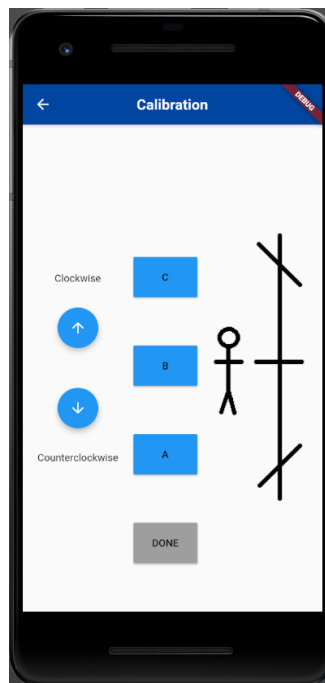 Calibration
DEBUG
Clockwise
C
B
A
Counterclockwise
DONE